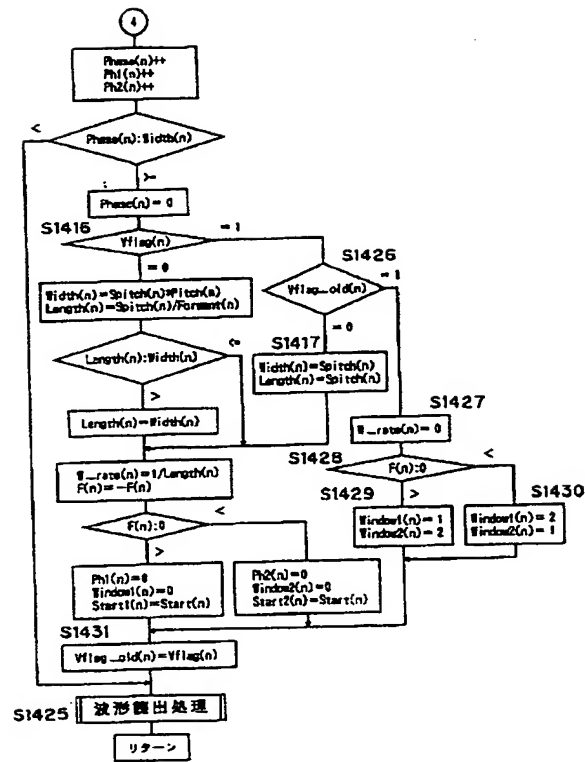 4
Phase(n)++
Ph1(n)++
Ph2(n)++
<
Phase(n):Width(n)
>=
Phase(n)=0
S1416
=1
Vflag(n)
S1426
=0
=1
Width(n)=Spitch(n)*Pitch(n)
Length(n)=Spitch(n)/Formant(n)
Vflag_old(n)
=0
<=
S1417
Length(n):Width(n)
Width(n)=Spitch(n)
Length(n)=Spitch(n)
>
S1427
Length(n)=Width(n)
W_rate(n)=0
S1428
<
W_rate(n)=1/Length(n)
F(n)=-F(n)
F(n):0
S1429
>
S1430
F(n):0
<
Window1(n)=1
Window2(n)=2
Window1(n)=2
Window2(n)=1
>
Ph1(n)=0
Window1(n)=0
Start1(n)=Start(n)
Ph2(n)=0
Window2(n)=0
Start2(n)=Start(n)
S1431
Vflag_old(n)=Vflag(n)
S1425
波形読出処理
リターン